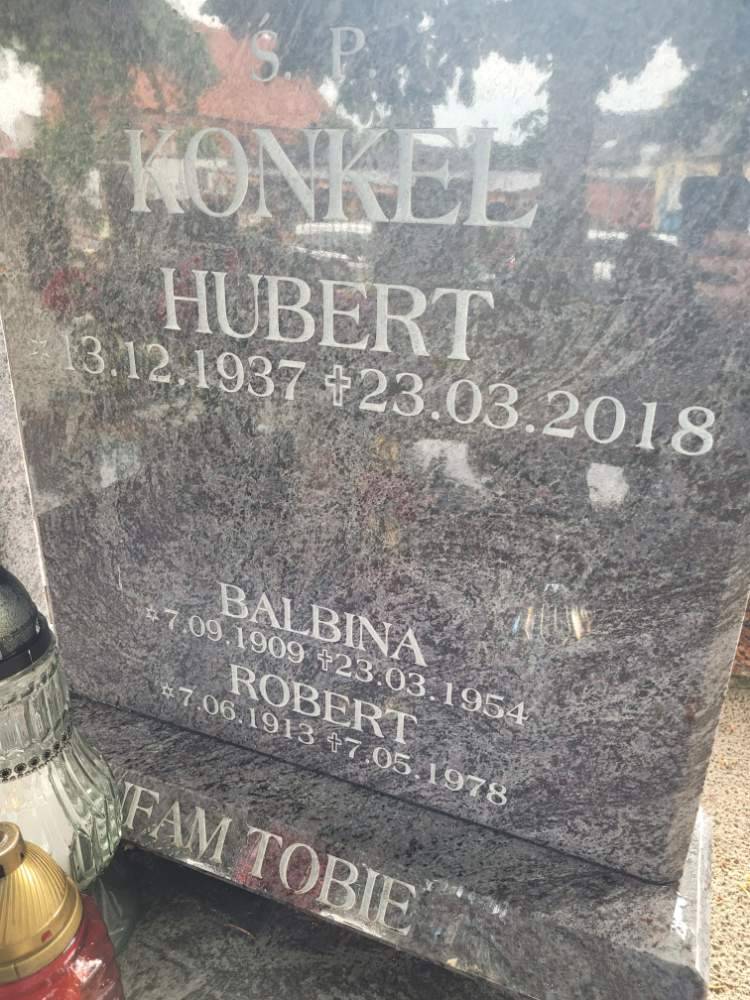 Ś. P.
KONKEL
HUBERT
* 13.12.1937 ✝ 23.03.2018
BALBINA
* 7.09.1909 ✝ 23.03.1954
ROBERT
* 7.06.1913 ✝ 7.05.1978
UFAM TOBIE